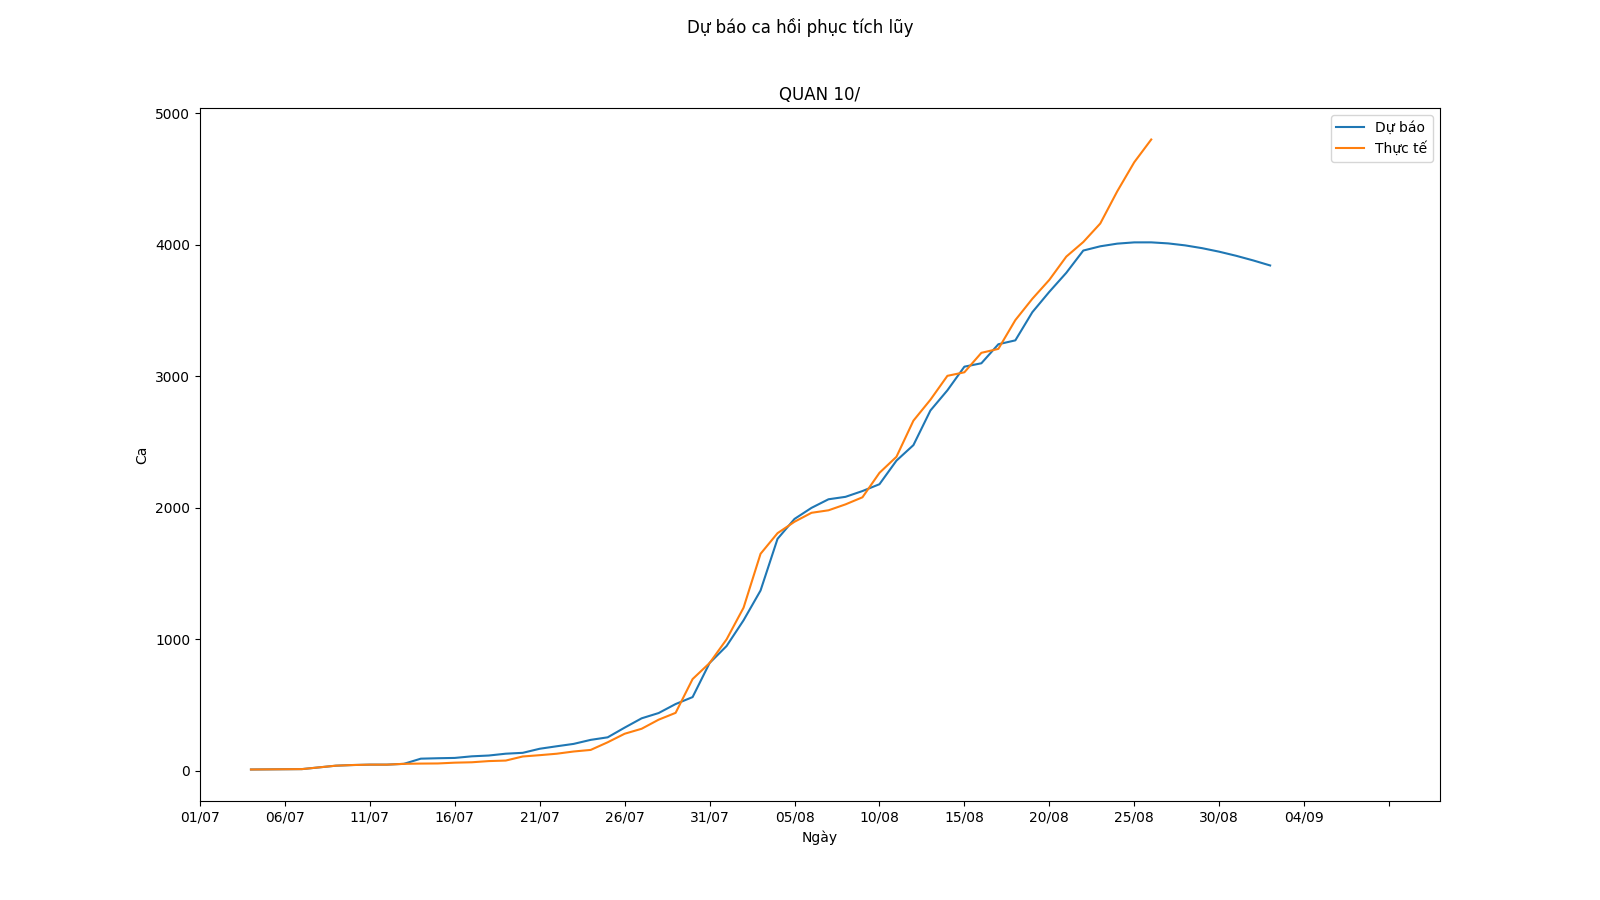 Dự báo ca hồi phục tích lũy
QUAN 10/
5000
4000
3000
2000
1000
0
Ca
Dự báo
Thực tế
01/07 06/07 11/07 16/07 21/07 26/07 31/07 05/08 10/08 15/08 20/08 25/08 30/08 04/09
Ngày